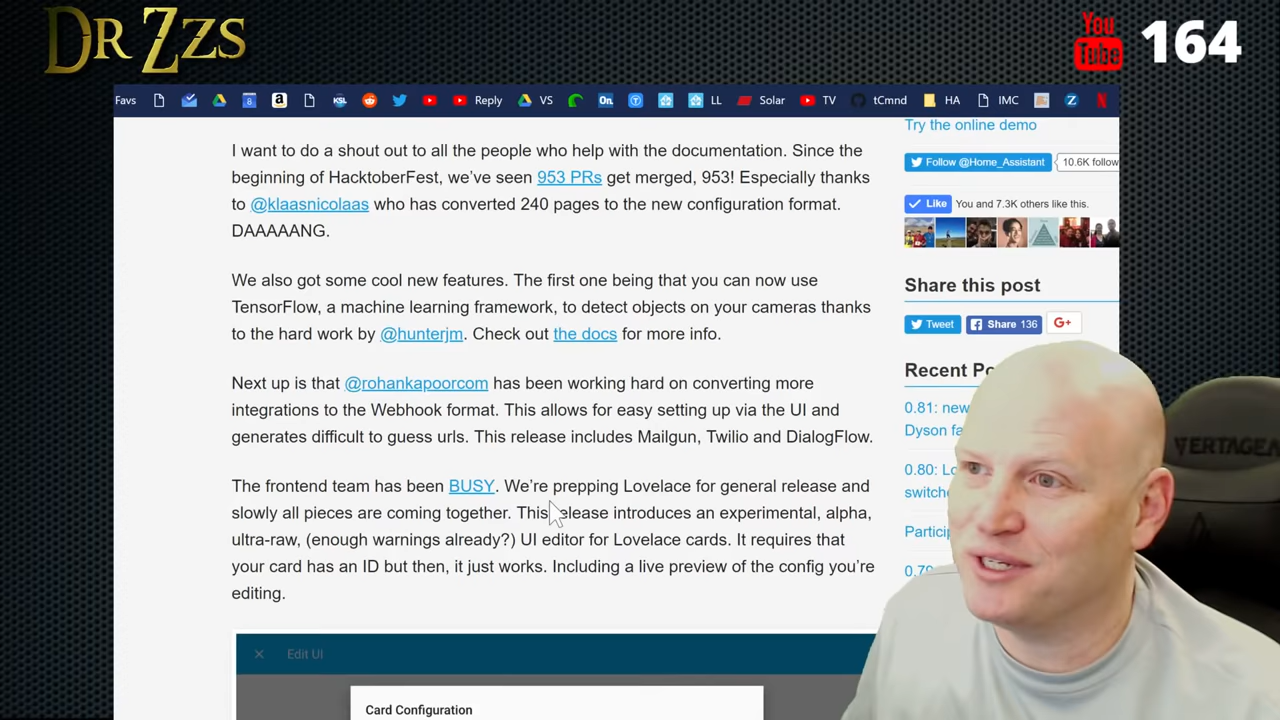 DR ZZS
You
Tube
164
Favs
8
a
KSL
Reply
VS
On.
LL
Solar
TV
tCmnd
HA
IMC
Z
N
I want to do a shout out to all the people who help with the documentation. Since the
beginning of HacktoberFest, we've seen 953 PRs get merged, 953! Especially thanks
to @klaasnicolaas who has converted 240 pages to the new configuration format.
DAAAAANG.
We also got some cool new features. The first one being that you can now use
TensorFlow, a machine learning framework, to detect objects on your cameras thanks
to the hard work by @hunterjm. Check out the docs for more info.
Next up is that @rohankapoorcom has been working hard on converting more
integrations to the Webhook format. This allows for easy setting up via the UI and
generates difficult to guess urls. This release includes Mailgun, Twilio and DialogFlow.
The frontend team has been BUSY. We're prepping Lovelace for general release and
slowly all pieces are coming together. This release introduces an experimental, alpha,
ultra-raw, (enough warnings already?) UI editor for Lovelace cards. It requires that
your card has an ID but then, it just works. Including a live preview of the config you're
editing.
× Edit UI
Card Configuration
Try the online demo
Follow @Home_Assistant
10.6K follow
Like
You and 7.3K others like this.
Share this post
Tweet
Share 136
G+
Recent Po
0.81: new
Dyson fa
0.80: Lo
switche
Particip
0.79
VERTAGEA